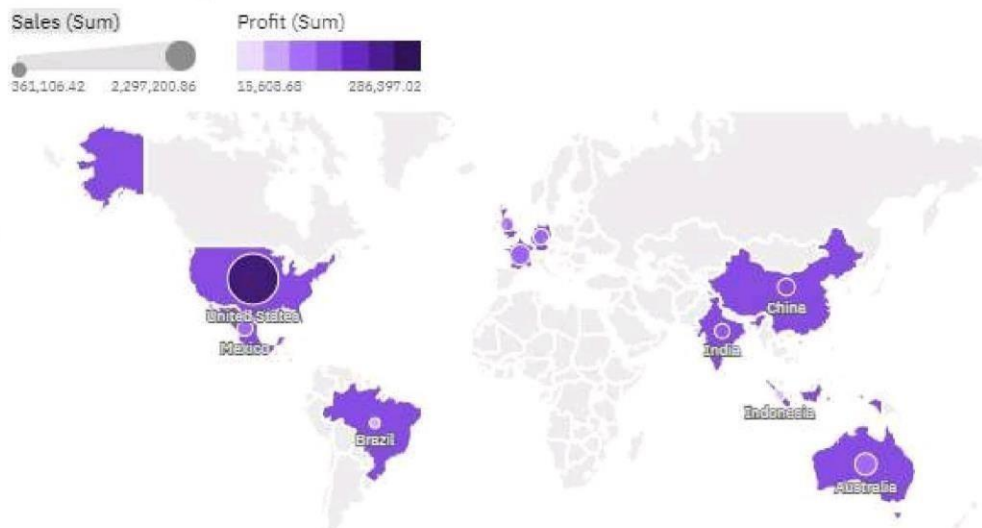 Sales (Sum)
Profit (Sum)
361,106.42
2,297,200.86
15,608.68
286,397.02
United States
Mexico
China
India
Indonesia
Brazil
Australia